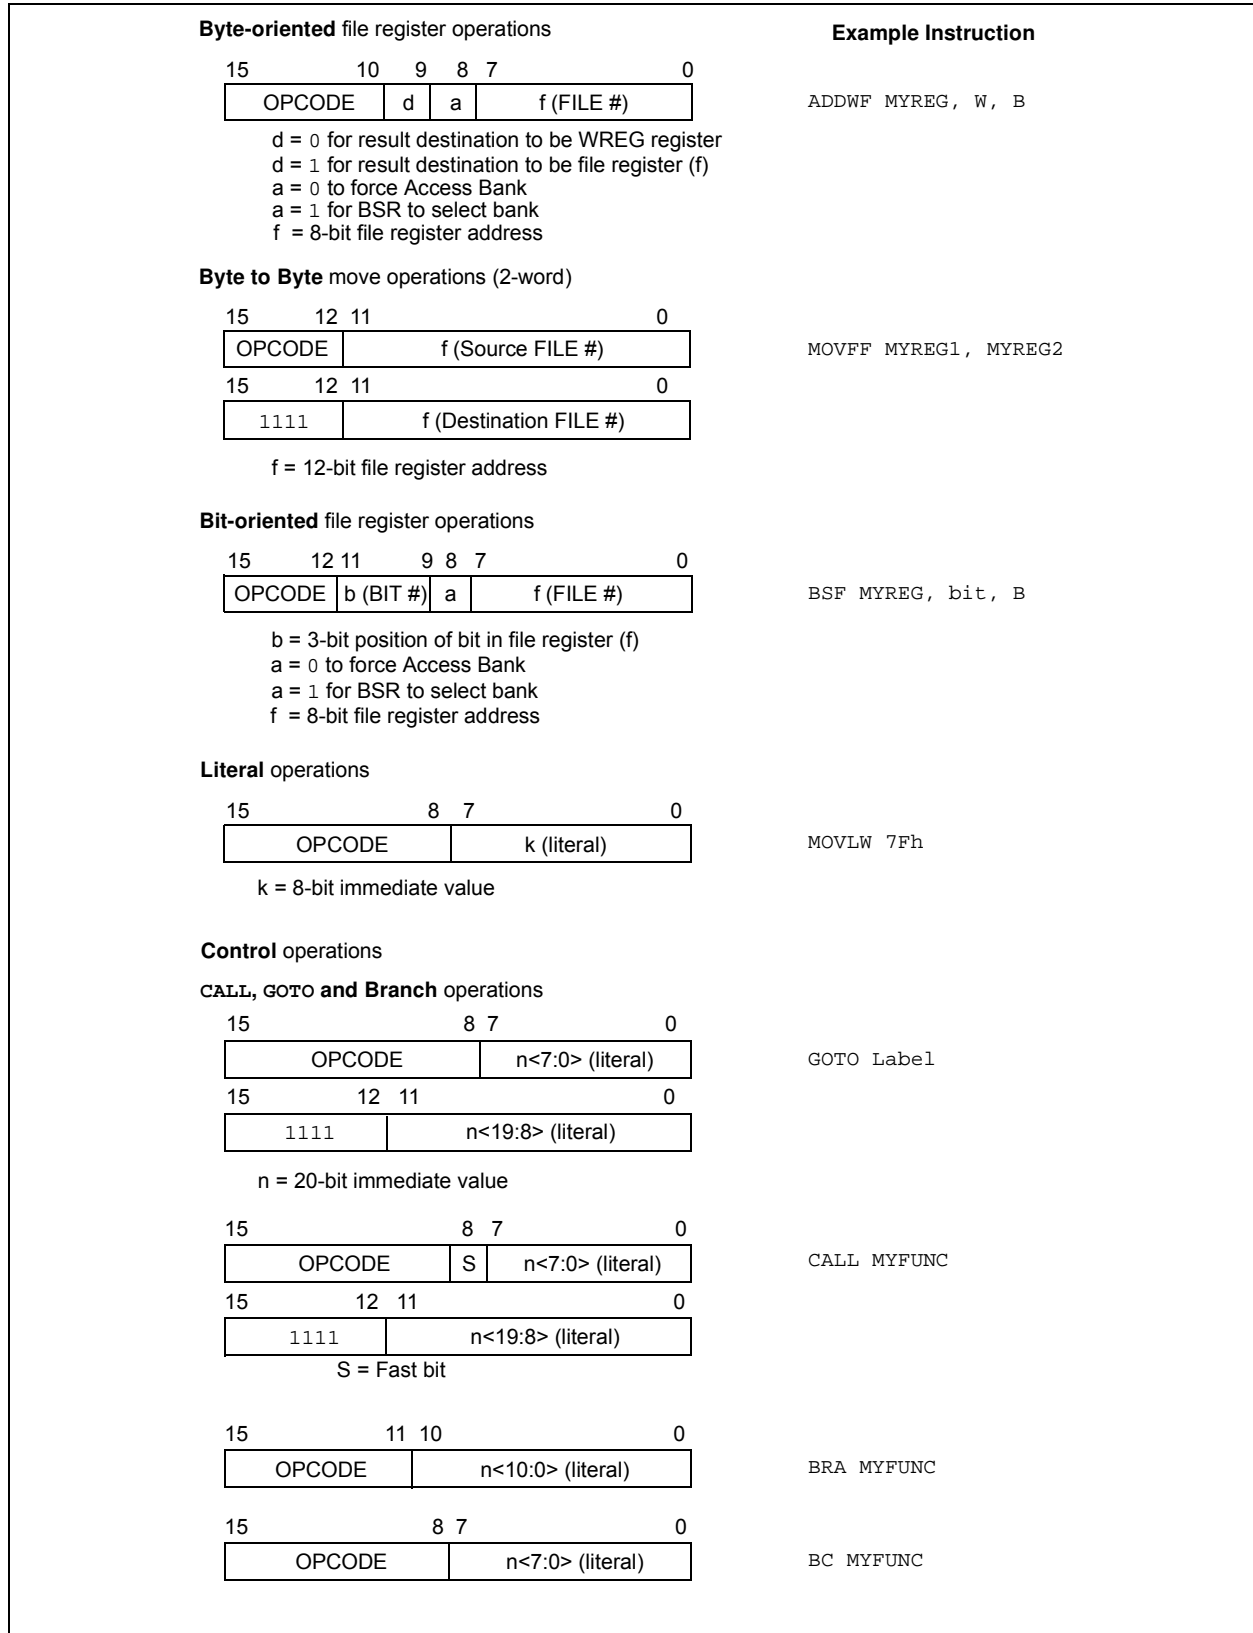 Byte-oriented file register operations Example Instruction
15 10 9 8 7 0
OPCODE d a f (FILE #) ADDWF MYREG, W, B
d = 0 for result destination to be WREG register
d = 1 for result destination to be file register (f)
a = 0 to force Access Bank
a = 1 for BSR to select bank
f = 8-bit file register address
Byte to Byte move operations (2-word)
15 12 11 0
OPCODE f (Source FILE #) MOVFF MYREG1, MYREG2
15 12 11 0
1111 f (Destination FILE #)
f = 12-bit file register address
Bit-oriented file register operations
15 12 11 9 8 7 0
OPCODE b (BIT #) a f (FILE #) BSF MYREG, bit, B
b = 3-bit position of bit in file register (f)
a = 0 to force Access Bank
a = 1 for BSR to select bank
f = 8-bit file register address
Literal operations
15 8 7 0
OPCODE k (literal) MOVLW 7Fh
k = 8-bit immediate value
Control operations
CALL, GOTO and Branch operations
15 8 7 0
OPCODE n<7:0> (literal) GOTO Label
15 12 11 0
1111 n<19:8> (literal)
n = 20-bit immediate value
15 8 7 0
OPCODE S n<7:0> (literal) CALL MYFUNC
15 12 11 0
1111 n<19:8> (literal)
S = Fast bit
15 11 10 0
OPCODE n<10:0> (literal) BRA MYFUNC
15 8 7 0
OPCODE n<7:0> (literal) BC MYFUNC